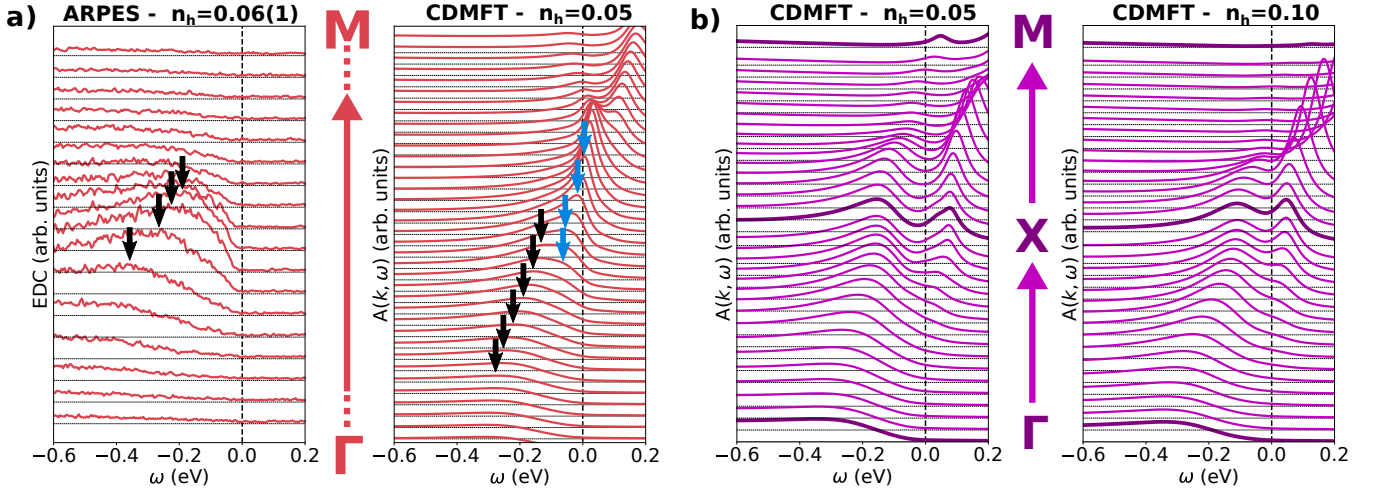 a)
ARPES - n_h=0.06(1)
EDC (arb. units)
−0.6 −0.4 −0.2 0.0 0.2
ω (eV)
M
Γ
CDMFT - n_h=0.05
A(k, ω) (arb. units)
−0.6 −0.4 −0.2 0.0 0.2
ω (eV)
b)
CDMFT - n_h=0.05
A(k, ω) (arb. units)
−0.6 −0.4 −0.2 0.0 0.2
ω (eV)
M
X
Γ
CDMFT - n_h=0.10
A(k, ω) (arb. units)
−0.6 −0.4 −0.2 0.0 0.2
ω (eV)